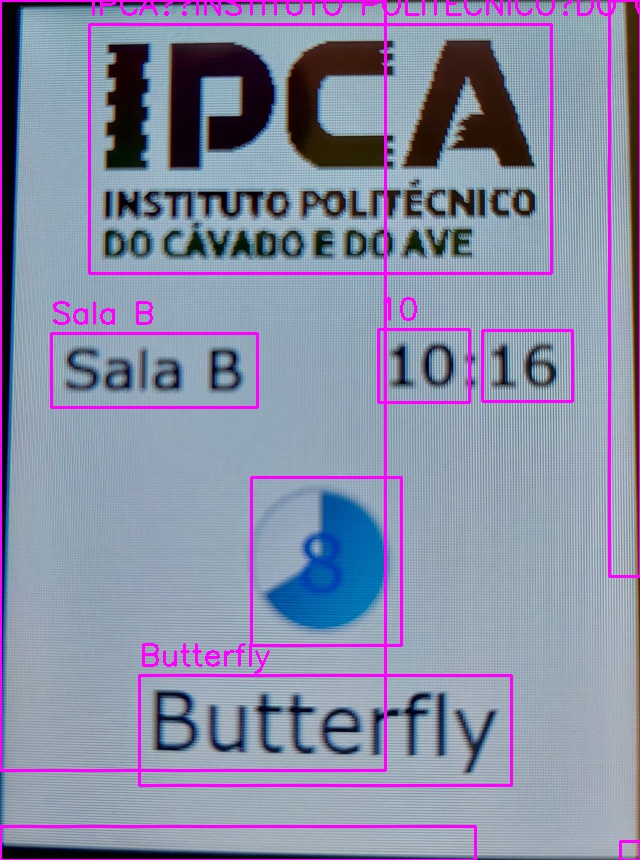 IPCA??INSTITUTO POLITECNICO?DO
IPCA
INSTITUTO POLITÉCNICO
DO CÁVADO E DO AVE
Sala B
10
Sala B
10:16
8
Butterfly
Butterfly